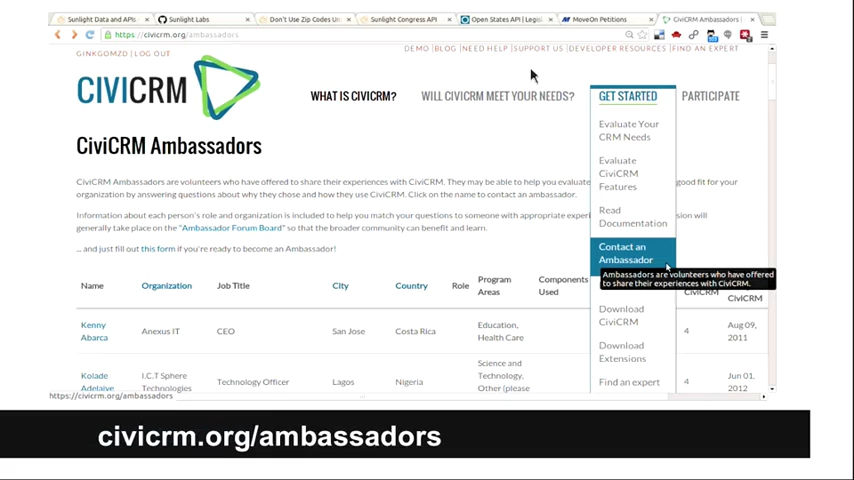 Sunlight Data and APIs
Sunlight Labs
Don't Use Zip Codes Un
Sunlight Congress API
Open States API | Legisl
MoveOn Petitions
CiviCRM Ambassadors |
https://civicrm.org/ambassadors
GINKGOMZD | LOG OUT
DEMO | BLOG | NEED HELP | SUPPORT US | DEVELOPER RESOURCES | FIND AN EXPERT
CIVICRM
WHAT IS CIVICRM?
WILL CIVICRM MEET YOUR NEEDS?
GET STARTED
PARTICIPATE
Evaluate Your
CRM Needs
Evaluate
CiviCRM
Features
Read
Documentation
Contact an
Ambassador
Ambassadors are volunteers who have offered
to share their experiences with CiviCRM.
Download
CiviCRM
Download
Extensions
Find an expert
CiviCRM Ambassadors
CiviCRM Ambassadors are volunteers who have offered to share their experiences with CiviCRM. They may be able to help you evaluate good fit for your
organization by answering questions about why they chose and how they use CiviCRM. Click on the name to contact an ambassador.
Information about each person's role and organization is included to help you match your questions to someone with appropriate experi sion will
generally take place on the "Ambassador Forum Board" so that the broader community can benefit and learn.
... and just fill out this form if you're ready to become an Ambassador!
Name Organization Job Title City Country Role Program Areas Components Used CiviCRM CiviCRM
Kenny Abarca Anexus IT CEO San Jose Costa Rica Education, Health Care 4 Aug 09, 2011
Kolade Adelaiye I.C.T Sphere Technologies Technology Officer Lagos Nigeria Science and Technology, Other (please 4 Jun 01, 2012
https://civicrm.org/ambassadors
civicrm.org/ambassadors